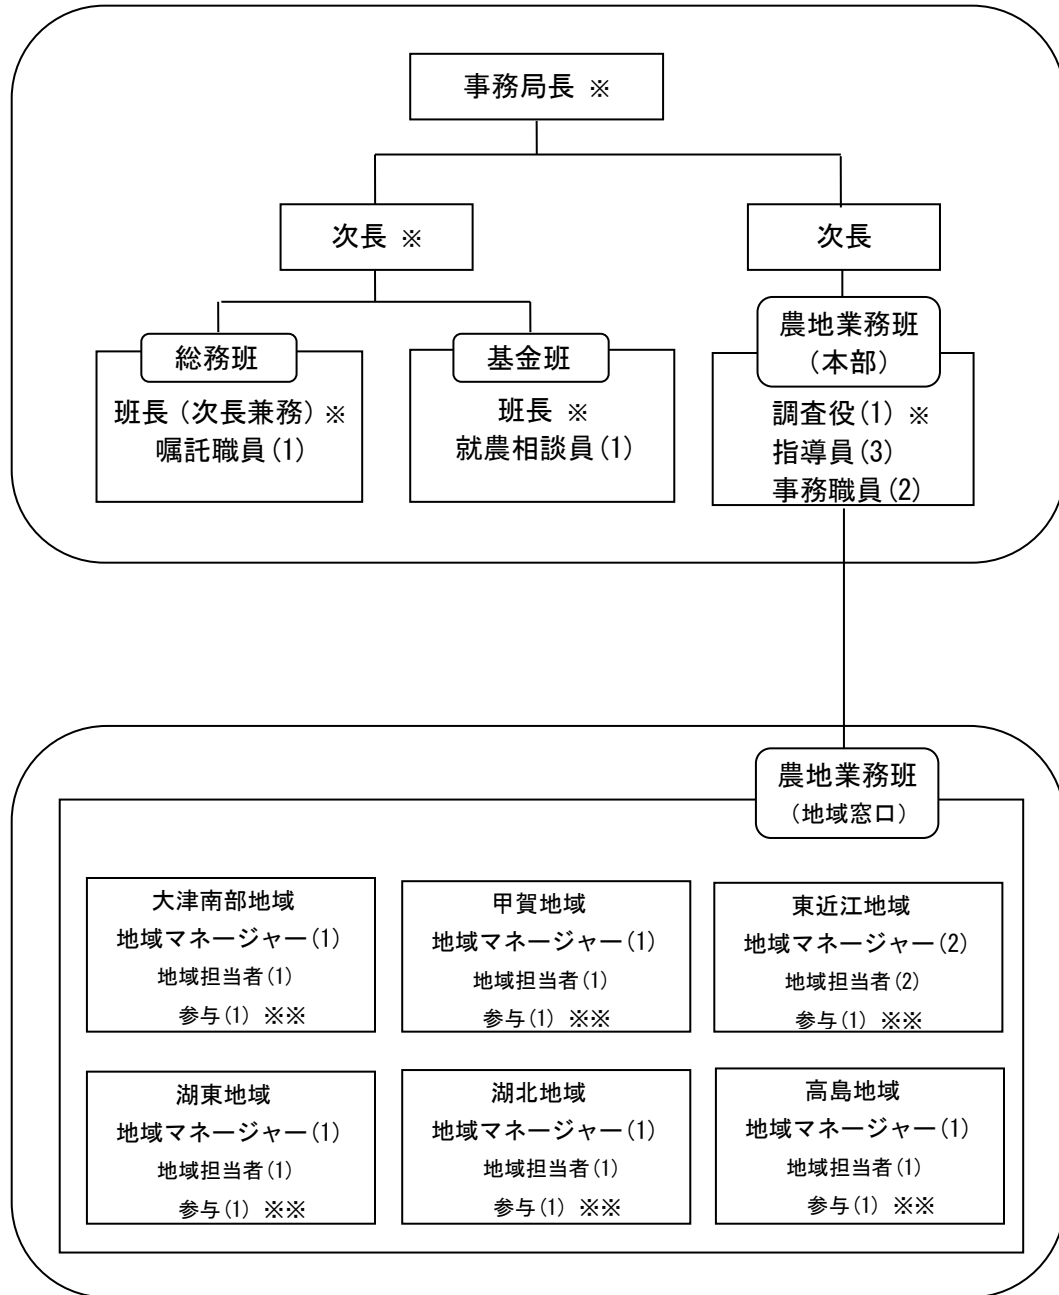 事務局長 ※
次長 ※
次長
総務班
班長（次長兼務）※
嘱託職員(1)
基金班
班長 ※
就農相談員(1)
農地業務班
（本部）
調査役(1) ※
指導員(3)
事務職員(2)
農地業務班
（地域窓口）
大津南部地域
地域マネージャー(1)
地域担当者(1)
参与(1) ※※
甲賀地域
地域マネージャー(1)
地域担当者(1)
参与(1) ※※
東近江地域
地域マネージャー(2)
地域担当者(2)
参与(1) ※※
湖東地域
地域マネージャー(1)
地域担当者(1)
参与(1) ※※
湖北地域
地域マネージャー(1)
地域担当者(1)
参与(1) ※※
高島地域
地域マネージャー(1)
地域担当者(1)
参与(1) ※※